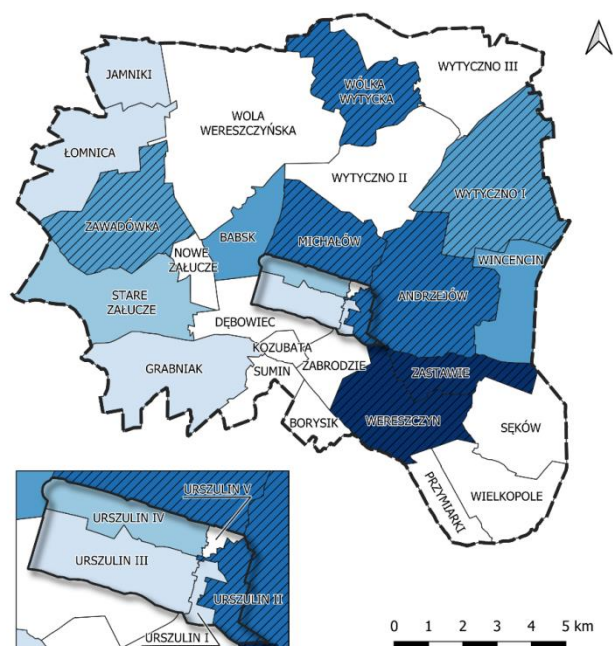 JAMNIKI
WÓLKA
WYTYCKA
WYTYCZNO III
WOLA
WERESZCZYŃSKA
ŁOMNICA
WYTYCZNO II
WYTYCZNO I
ZAWADÓWKA
BABSK
MICHAŁÓW
NOWE
ZAŁUCZE
WINCENCIN
STARE
ZAŁUCZE
ANDRZEJÓW
DĘBOWIEC
KOZUBATA
GRABNIAK
SUMIN
ZABRODZIE
ZASTAWIE
BORYSIK
WERESZCZYN
SĘKÓW
PRZYMIARKI
WIELKOPOLE
URSZULIN V
URSZULIN IV
URSZULIN III
URSZULIN II
URSZULIN I
0 1 2 3 4 5 km